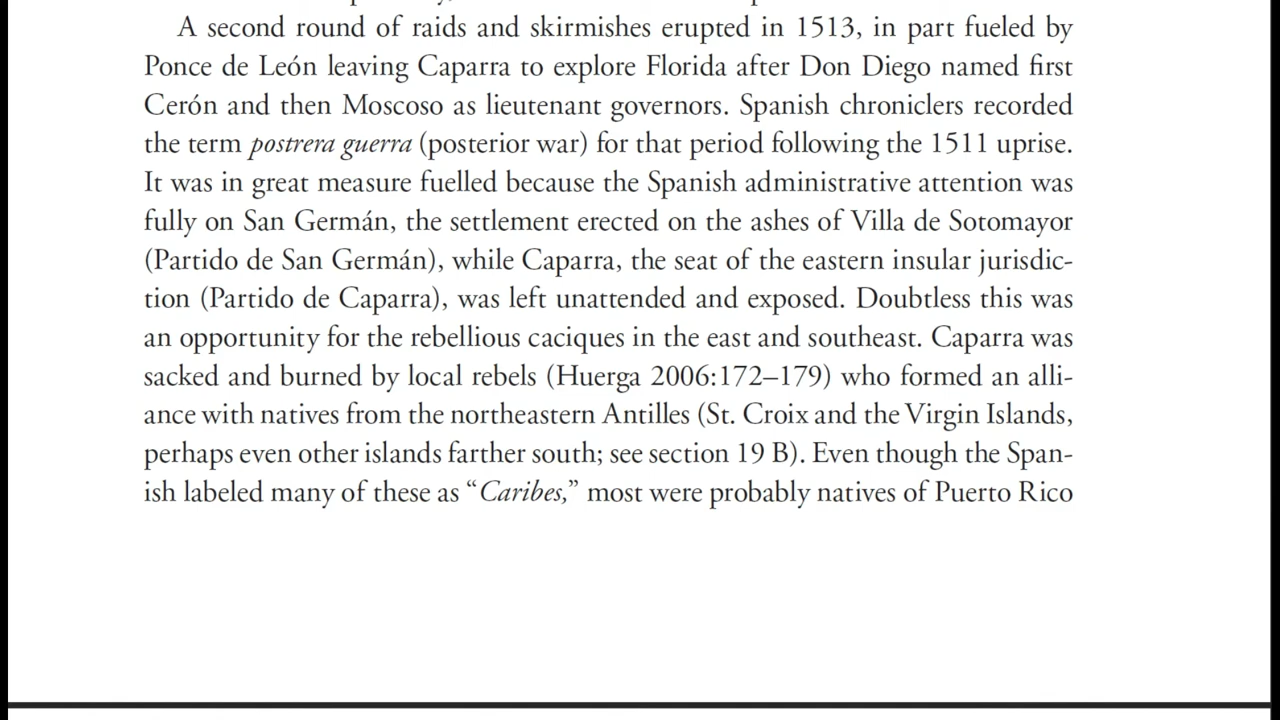 A second round of raids and skirmishes erupted in 1513, in part fueled by
Ponce de León leaving Caparra to explore Florida after Don Diego named first
Cerón and then Moscoso as lieutenant governors. Spanish chroniclers recorded
the term postrera guerra (posterior war) for that period following the 1511 uprise.
It was in great measure fuelled because the Spanish administrative attention was
fully on San Germán, the settlement erected on the ashes of Villa de Sotomayor
(Partido de San Germán), while Caparra, the seat of the eastern insular jurisdic-
tion (Partido de Caparra), was left unattended and exposed. Doubtless this was
an opportunity for the rebellious caciques in the east and southeast. Caparra was
sacked and burned by local rebels (Huerga 2006:172–179) who formed an alli-
ance with natives from the northeastern Antilles (St. Croix and the Virgin Islands,
perhaps even other islands farther south; see section 19 B). Even though the Span-
ish labeled many of these as “Caribes,” most were probably natives of Puerto Rico